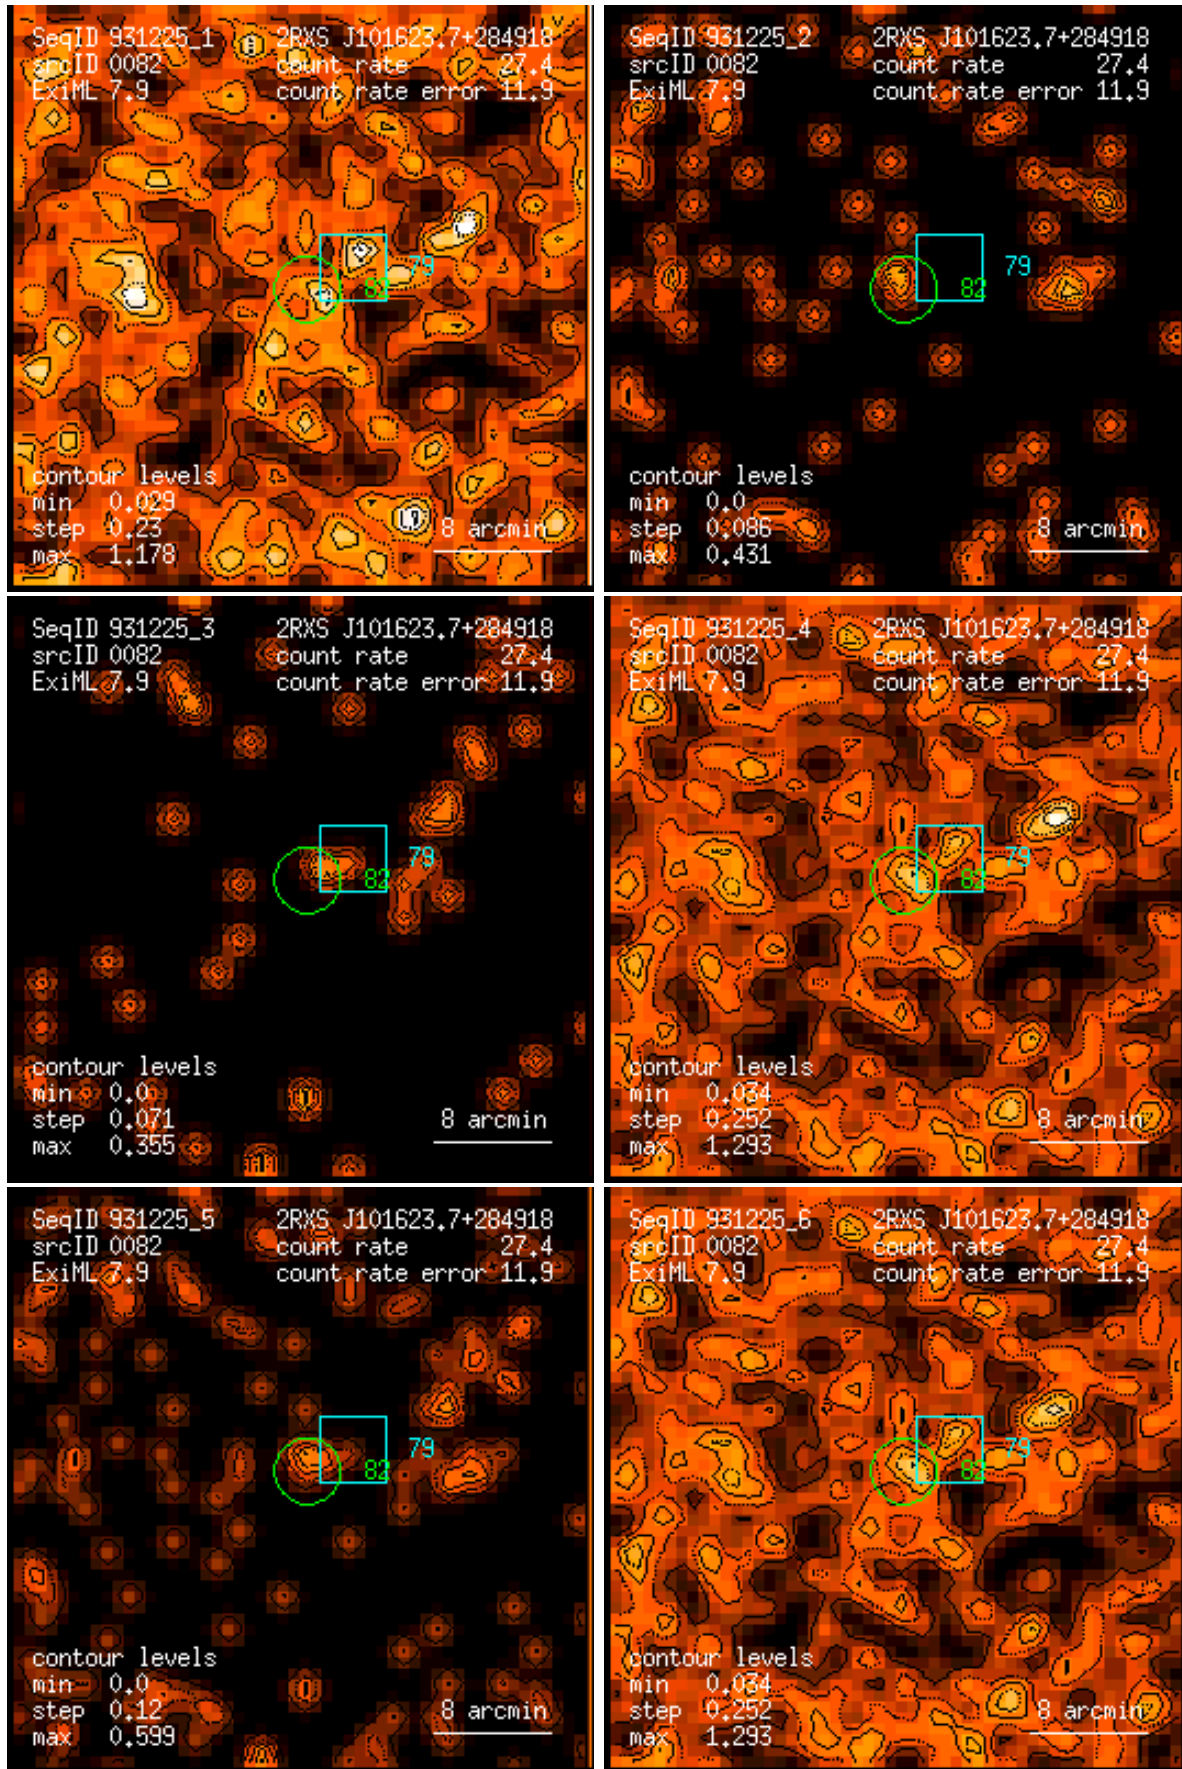 SeqID 931225_1 2RXS J101623.7+284918
srcID 0082 count rate 27.4
ExiML 7.9 count rate error 11.9
79
82
contour levels
min 0.029
step 0.23 8 arcmin
max 1.178
SeqID 931225_2 2RXS J101623.7+284918
srcID 0082 count rate 27.4
ExiML 7.9 count rate error 11.9
79
82
contour levels
min 0.0
step 0.086 8 arcmin
max 0.431
SeqID 931225_3 2RXS J101623.7+284918
srcID 0082 count rate 27.4
ExiML 7.9 count rate error 11.9
79
82
contour levels
min 0.0
step 0.071 8 arcmin
max 0.355
SeqID 931225_4 2RXS J101623.7+284918
srcID 0082 count rate 27.4
ExiML 7.9 count rate error 11.9
79
82
contour levels
min 0.034
step 0.252 8 arcmin
max 1.293
SeqID 931225_5 2RXS J101623.7+284918
srcID 0082 count rate 27.4
ExiML 7.9 count rate error 11.9
79
82
contour levels
min 0.0
step 0.12 8 arcmin
max 0.599
SeqID 931225_6 2RXS J101623.7+284918
srcID 0082 count rate 27.4
ExiML 7.9 count rate error 11.9
79
82
contour levels
min 0.034
step 0.252 8 arcmin
max 1.293